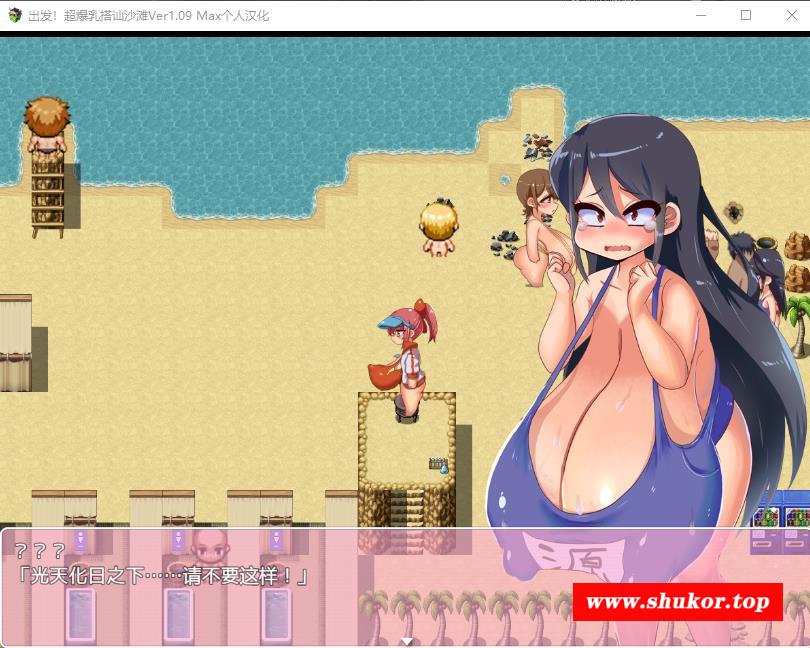 出发！超爆乳搭讪沙滩Ver1.09 Max个人汉化
？？？
「光天化日之下……请不要这样！」
源
www.shukor.top